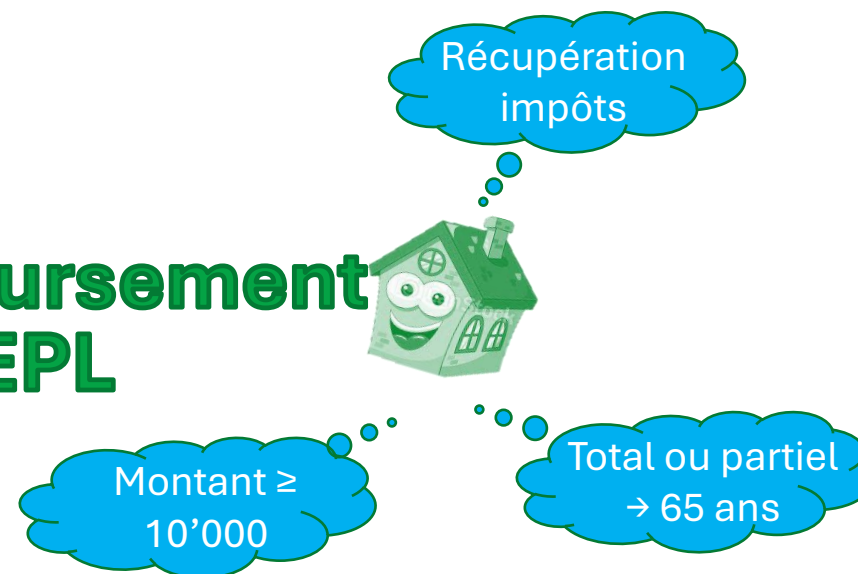 Récupération
impôts
ursement
EPL
Montant ≥
10’000
Total ou partiel
→ 65 ans